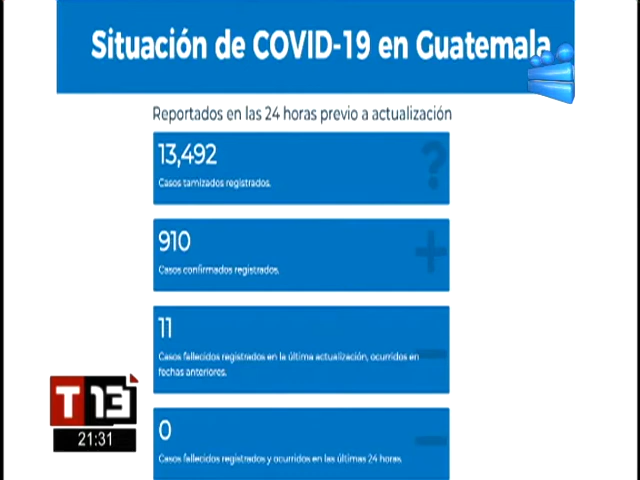 Situación de COVID-19 en Guatemala
Reportados en las 24 horas previo a actualización
13,492
?
Casos tamizados registrados.
910
+
Casos confirmados registrados.
11
Casos fallecidos registrados en la última actualización, ocurridos en
fechas anteriores.
0
Casos fallecidos registrados y ocurridos en las últimas 24 horas.
T 13
21:31